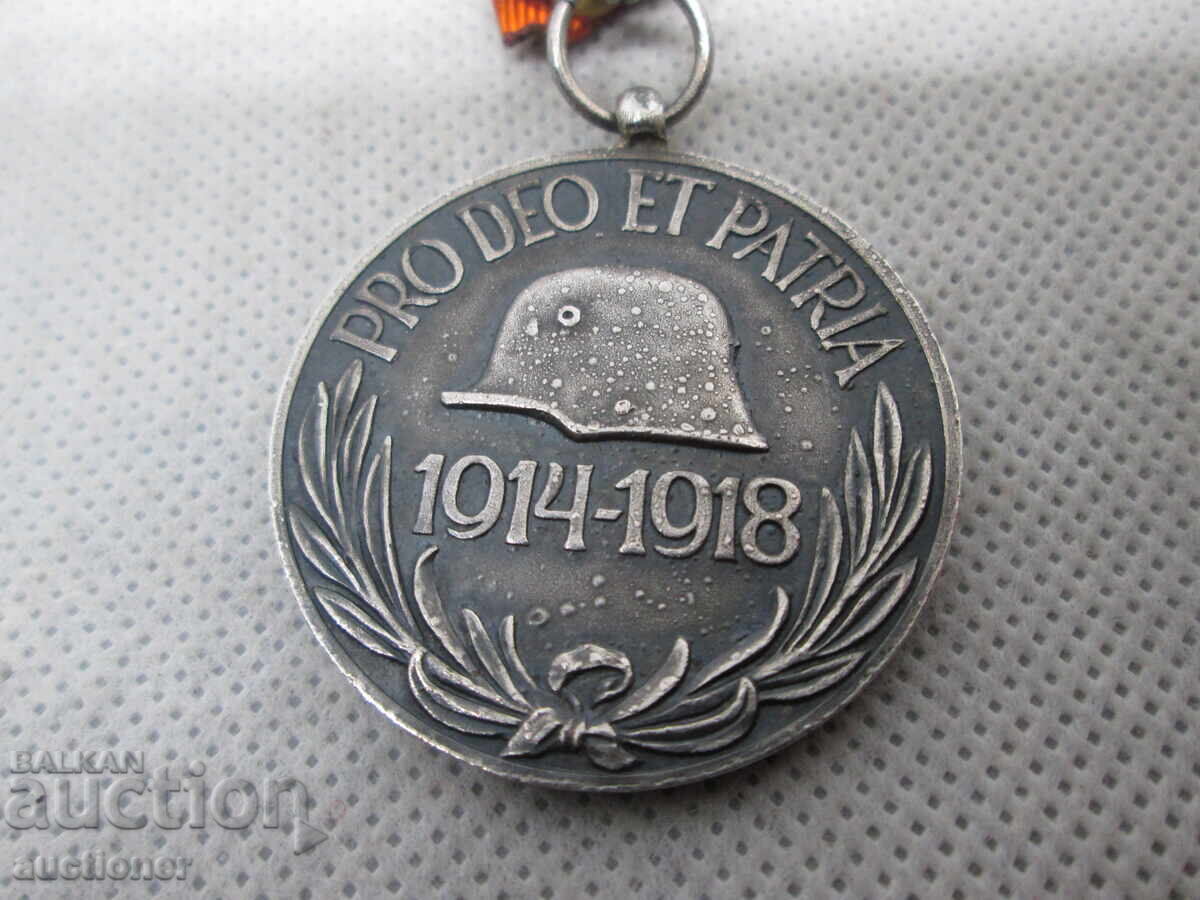 PRO DEO ET PATRIA
1914-1918
BALKAN
auction
auctioner